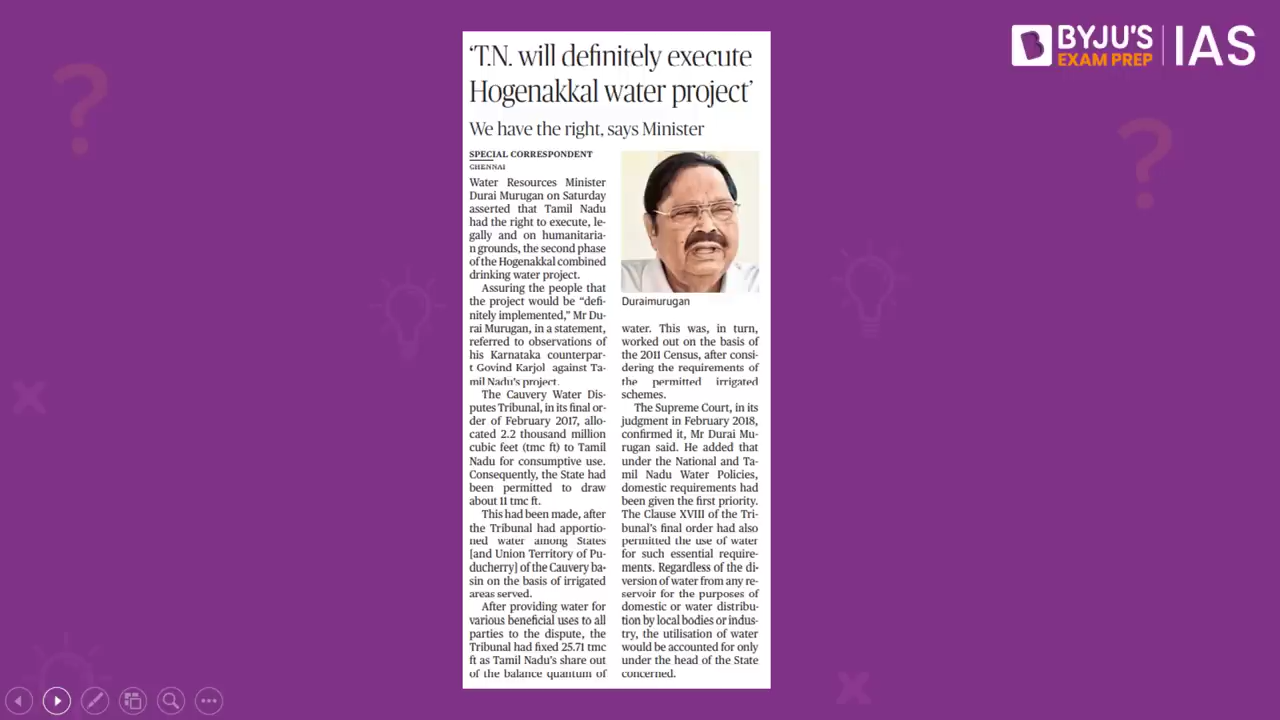 BYJU'S
EXAM PREP
IAS
‘T.N. will definitely execute
Hogenakkal water project’
We have the right, says Minister
SPECIAL CORRESPONDENT
CHENNAI
Water Resources Minister
Durai Murugan on Saturday
asserted that Tamil Nadu
had the right to execute, le-
gally and on humanitaria-
n grounds, the second phase
of the Hogenakkal combined
drinking water project.
Assuring the people that
the project would be “defi-
nitely implemented,” Mr Du-
rai Murugan, in a statement,
referred to observations of
his Karnataka counterpar-
t Govind Karjol against Ta-
mil Nadu’s project.
The Cauvery Water Dis-
putes Tribunal, in its final or-
der of February 2017, allo-
cated 2.2 thousand million
cubic feet (tmc ft) to Tamil
Nadu for consumptive use.
Consequently, the State had
been permitted to draw
about 11 tmc ft.
This had been made, after
the Tribunal had apportio-
ned water among States
[and Union Territory of Pu-
ducherry] of the Cauvery ba-
sin on the basis of irrigated
areas served.
After providing water for
various beneficial uses to all
parties to the dispute, the
Tribunal had fixed 25.71 tmc
ft as Tamil Nadu’s share out
of the balance quantum of
Duraimurugan
water. This was, in turn,
worked out on the basis of
the 2011 Census, after consi-
dering the requirements of
the permitted irrigated
schemes.
The Supreme Court, in its
judgment in February 2018,
confirmed it, Mr Durai Mu-
rugan said. He added that
under the National and Ta-
mil Nadu Water Policies,
domestic requirements had
been given the first priority.
The Clause XVIII of the Tri-
bunal’s final order had also
permitted the use of water
for such essential require-
ments. Regardless of the di-
version of water from any re-
servoir for the purposes of
domestic or water distribu-
tion by local bodies or indus-
try, the utilisation of water
would be accounted for only
under the head of the State
concerned.